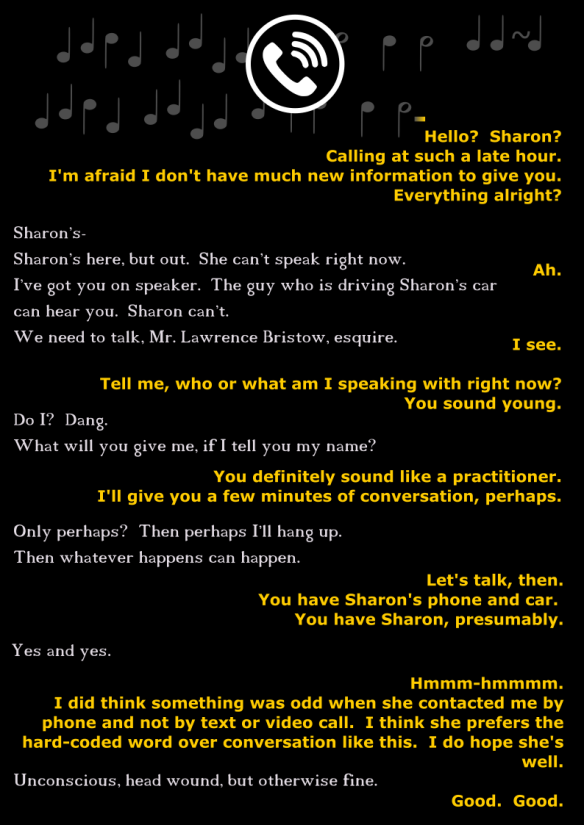 Hello?  Sharon?
Calling at such a late hour.
I'm afraid I don't have much new information to give you.
Everything alright?
Sharon's-
Sharon's here, but out.  She can't speak right now.
Ah.
I've got you on speaker.  The guy who is driving Sharon's car
can hear you.  Sharon can't.
We need to talk, Mr. Lawrence Bristow, esquire.
I see.
Tell me, who or what am I speaking with right now?
You sound young.
Do I?  Dang.
What will you give me, if I tell you my name?
You definitely sound like a practitioner.
I'll give you a few minutes of conversation, perhaps.
Only perhaps?  Then perhaps I'll hang up.
Then whatever happens can happen.
Let's talk, then.
You have Sharon's phone and car.
You have Sharon, presumably.
Yes and yes.
Hmmm-hmmmm.
I did think something was odd when she contacted me by
phone and not by text or video call.  I think she prefers the
hard-coded word over conversation like this.  I do hope she's
well.
Unconscious, head wound, but otherwise fine.
Good.  Good.